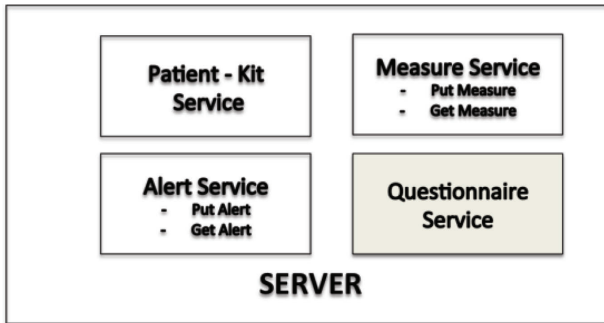 Patient - Kit
Service
Measure Service
- Put Measure
- Get Measure
Alert Service
- Put Alert
- Get Alert
Questionnaire
Service
SERVER